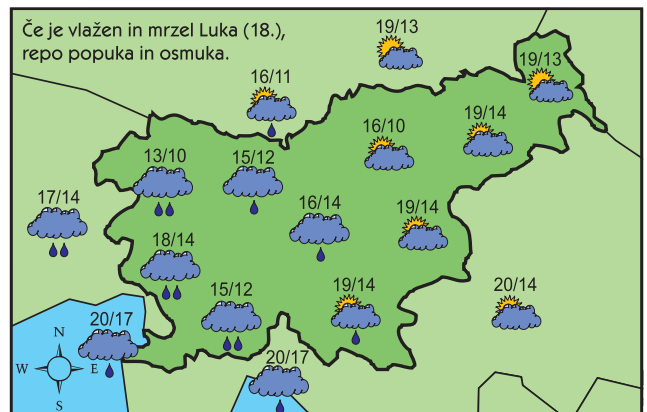 Če je vlažen in mrzel Luka (18.),
repo popuka in osmuka.
19/13
19/13
16/11
19/14
16/10
13/10
15/12
17/14
16/14
19/14
18/14
15/12
19/14
20/14
20/17
N
W
E
S
20/17